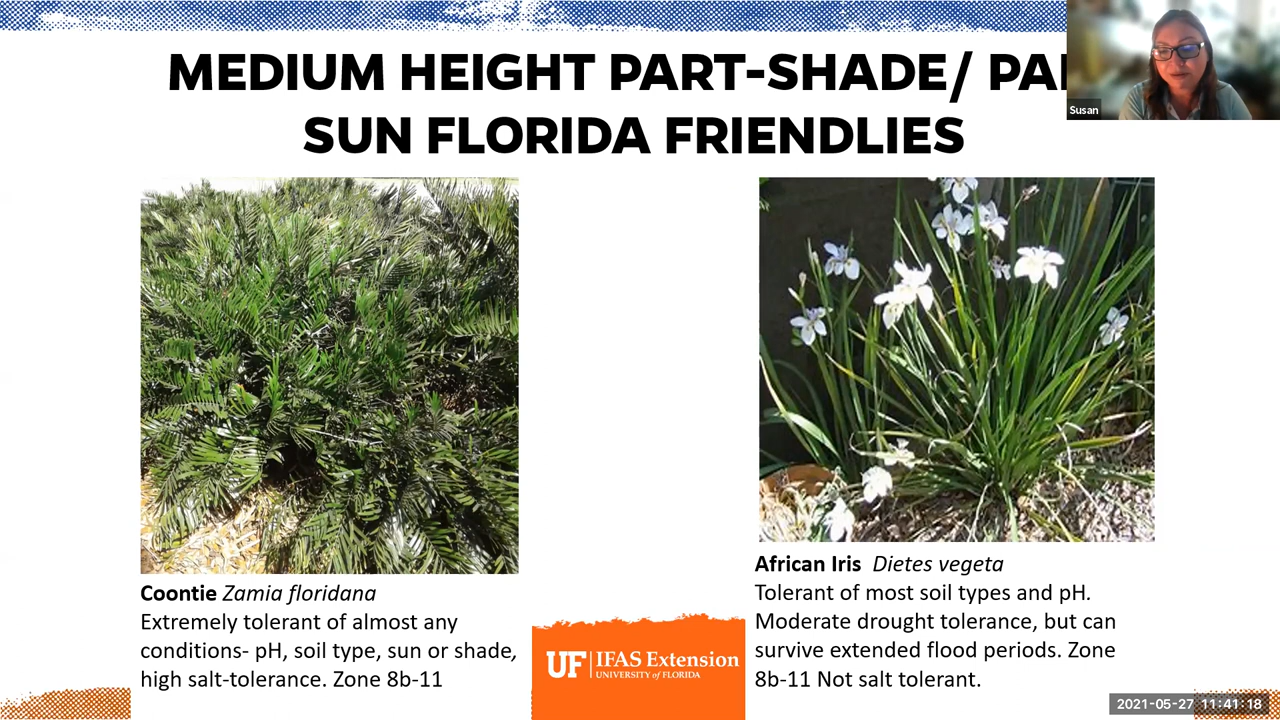 MEDIUM HEIGHT PART-SHADE/
SUN FLORIDA FRIENDLIES
Susan
Coontie Zamia floridana
Extremely tolerant of almost any
conditions- pH, soil type, sun or shade,
high salt-tolerance. Zone 8b-11
African Iris Dietes vegeta
Tolerant of most soil types and pH.
Moderate drought tolerance, but can
survive extended flood periods. Zone
8b-11 Not salt tolerant.
UF IFAS Extension
UNIVERSITY of FLORIDA
2021-05-27 11:41:18